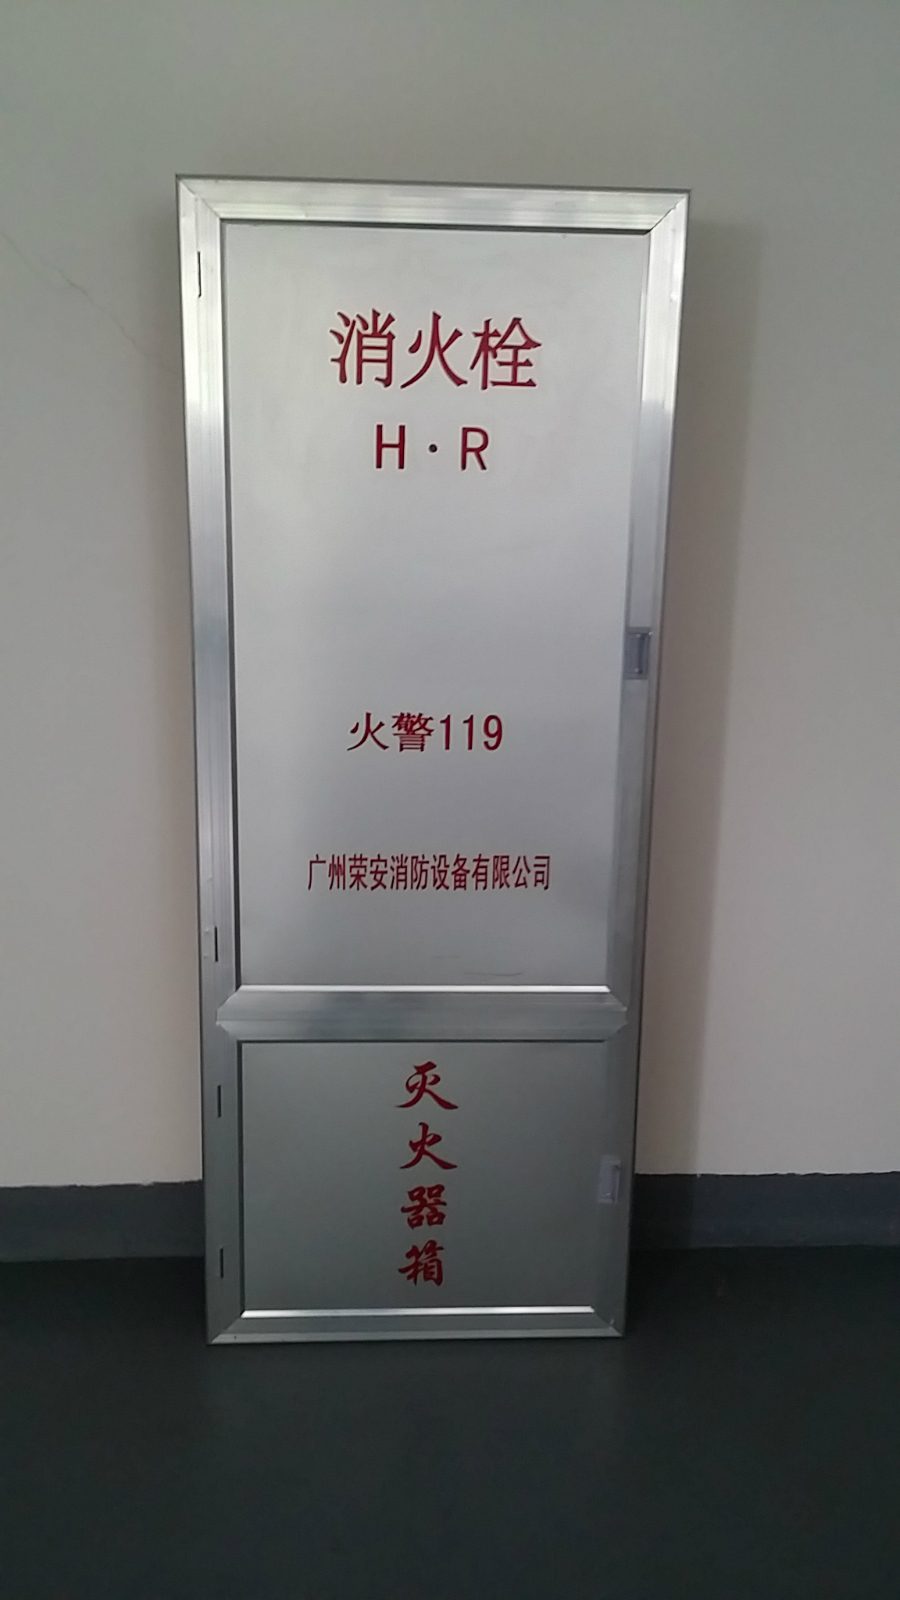 消火栓
H·R
火警119
广州荣安消防设备有限公司
灭火器箱